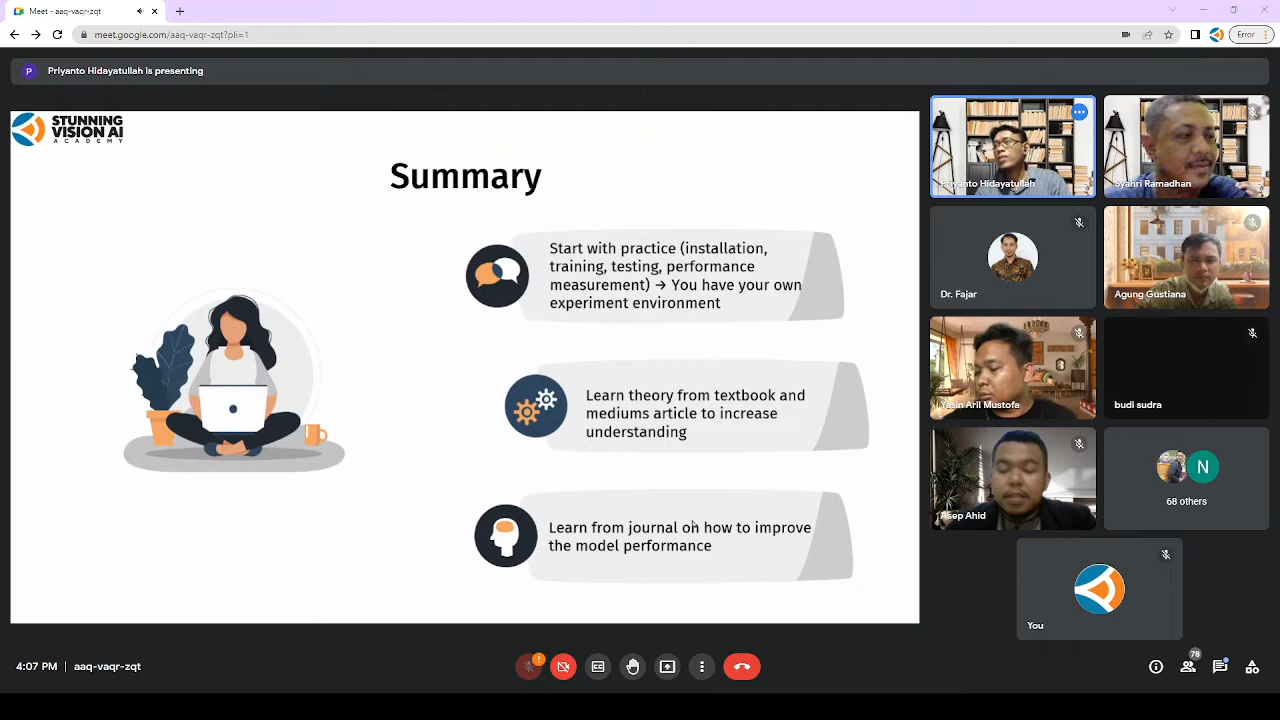 Meet - aaq-vaqr-zqt
meet.google.com/aaq-vaqr-zqt?pli=1
Error
P
Priyanto Hidayatullah is presenting
STUNNING
VISION AI
ACADEMY
Summary
Start with practice (installation,
training, testing, performance
measurement) → You have your own
experiment environment
Learn theory from textbook and
mediums article to increase
understanding
Learn from journal on how to improve
the model performance
Priyanto Hidayatullah
Syahri Ramadhan
Dr. Fajar
Agung Gustiana
Yasin Aril Mustofa
budi sudra
Asep Ahid
N
68 others
You
4:07 PM | aaq-vaqr-zqt
!
78